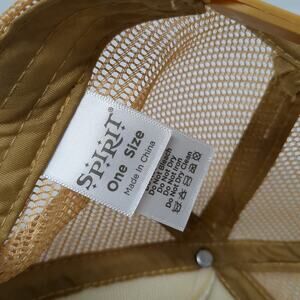 SPIRIT
One Size
Made in China
Do Not Bleach
Do Not Dry
Do Not Iron
Do Not Dry Clean